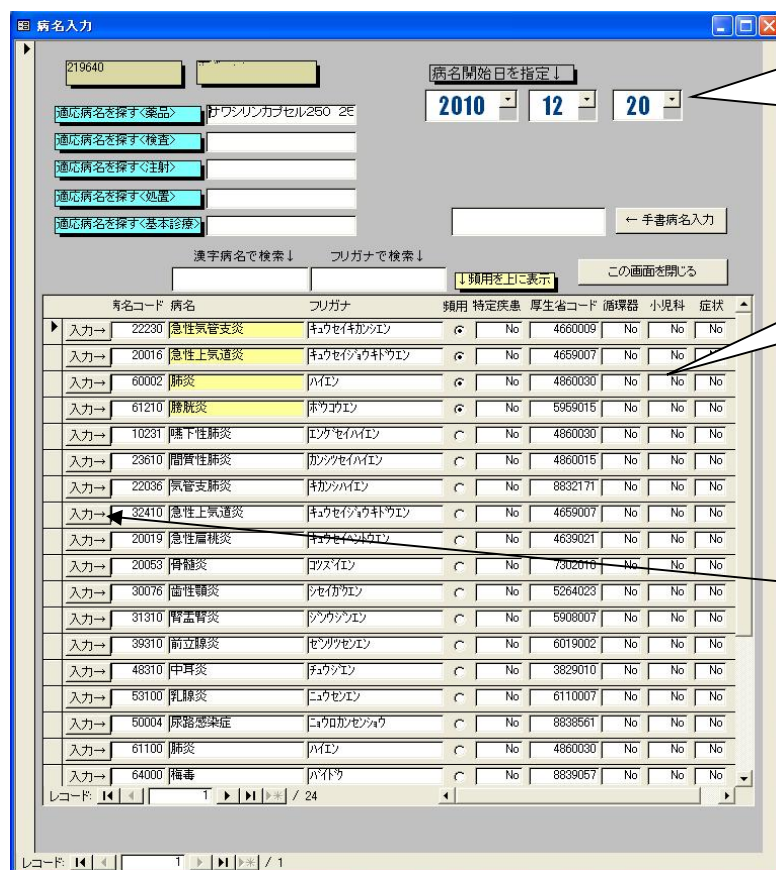 病名入力
219640
病名開始日を指定↓
2010 12 20
適応病名を探す<薬品> サワシリンカプセル250 25
適応病名を探す<検査>
適応病名を探す<注射>
適応病名を探す<処置>
適応病名を探す<基本診療>
← 手書病名入力
漢字病名で検索↓ フリガナで検索↓
↓頻用を上に表示 この画面を閉じる
病名コード 病名 フリガナ 頻用 特定疾患 厚生省コード 循環器 小児科 症状
入力→ 22230 急性気管支炎 キュウセイキカンシエン No 4660009 No No No
入力→ 20016 急性上気道炎 キュウセイジョウキドウエン No 4659007 No No No
入力→ 60002 肺炎 ハイエン No 4860030 No No No
入力→ 61210 膀胱炎 ボウコウエン No 5959015 No No No
入力→ 10231 嚥下性肺炎 エンゲセイハイエン No 4860030 No No No
入力→ 23610 間質性肺炎 カンシツセイハイエン No 4860015 No No No
入力→ 22036 気管支肺炎 キカンシハイエン No 8832171 No No No
入力→ 32410 急性上気道炎 キュウセイジョウキドウエン No 4659007 No No No
入力→ 20019 急性扁桃炎 キュウセイヘントウエン No 4639021 No No No
入力→ 20053 骨髄炎 コツズイエン No 7302010 No No No
入力→ 30076 歯性顎炎 シセイガクエン No 5264023 No No No
入力→ 31310 腎盂腎炎 ジンウジンエン No 5908007 No No No
入力→ 39310 前立腺炎 ゼンリツセンエン No 6019002 No No No
入力→ 48310 中耳炎 チュウジエン No 3829010 No No No
入力→ 53100 乳腺炎 ニュウセンエン No 6110007 No No No
入力→ 50004 尿路感染症 ニョウロカンセンショウ No 8838561 No No No
入力→ 61100 肺炎 ハイエン No 4860030 No No No
入力→ 64000 梅毒 バイドク No 8839057 No No No
レコード: 1 / 24
レコード: 1 / 1